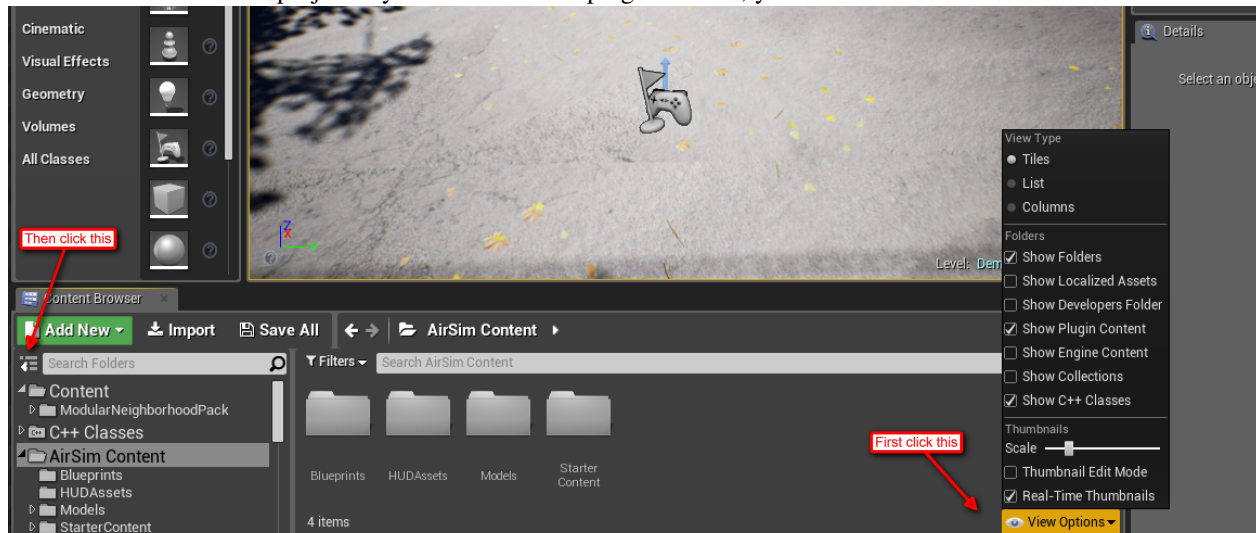 Cinematic
Visual Effects
Geometry
Volumes
All Classes
Details
Select an obj
Z
X
Y
Level: Dem
View Type
Tiles
List
Columns
Folders
Show Folders
Show Localized Assets
Show Developers Folder
Show Plugin Content
Show Engine Content
Show Collections
Show C++ Classes
Thumbnails
Scale
Thumbnail Edit Mode
Real-Time Thumbnails
View Options
Then click this
First click this
Content Browser
Add New
Import
Save All
AirSim Content
Search Folders
Filters
Search AirSim Content
Content
ModularNeighborhoodPack
C++ Classes
AirSim Content
Blueprints
HUDAssets
Models
StarterContent
Blueprints
HUDAssets
Models
Starter
Content
4 items